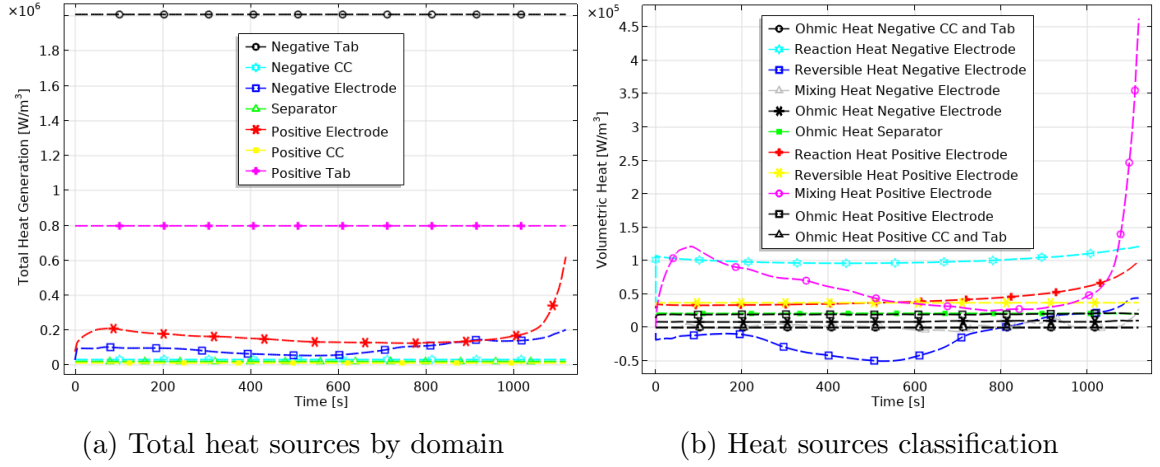 ×10⁶
Total Heat Generation [W/m³]
1.8
1.6
1.4
1.2
1
0.8
0.6
0.4
0.2
0
Negative Tab
Negative CC
Negative Electrode
Separator
Positive Electrode
Positive CC
Positive Tab
0 200 400 600 800 1000
Time [s]
(a) Total heat sources by domain
×10⁵
Volumetric Heat [W/m³]
4.5
4
3.5
3
2.5
2
1.5
1
0.5
0
-0.5
Ohmic Heat Negative CC and Tab
Reaction Heat Negative Electrode
Reversible Heat Negative Electrode
Mixing Heat Negative Electrode
Ohmic Heat Negative Electrode
Ohmic Heat Separator
Reaction Heat Positive Electrode
Reversible Heat Positive Electrode
Mixing Heat Positive Electrode
Ohmic Heat Positive Electrode
Ohmic Heat Positive CC and Tab
0 200 400 600 800 1000
Time [s]
(b) Heat sources classification